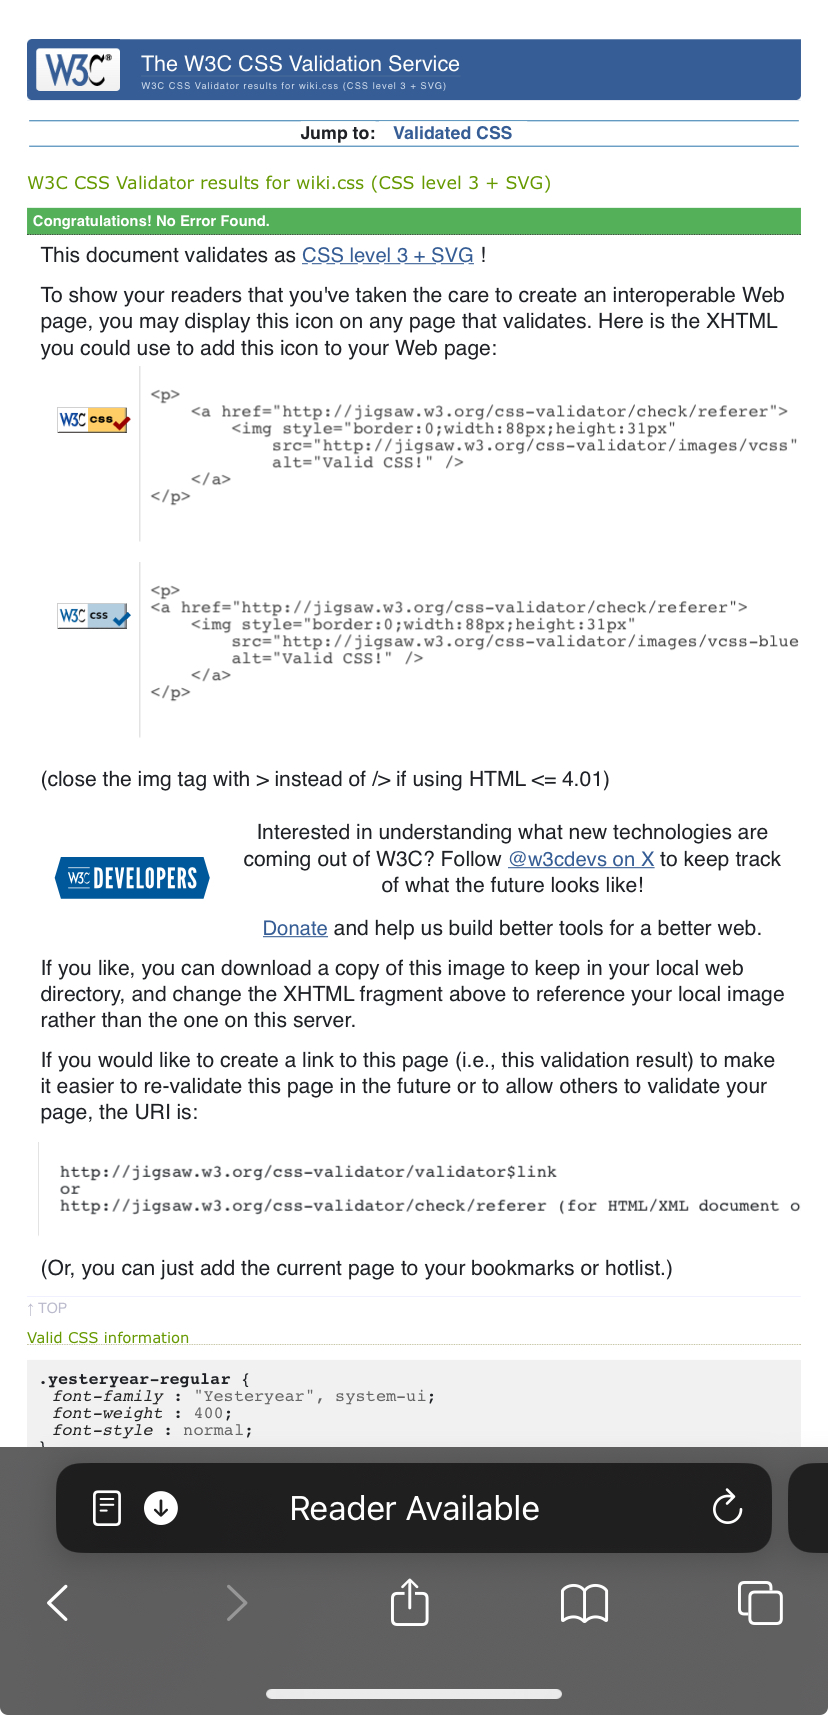 W3C®
The W3C CSS Validation Service
W3C CSS Validator results for wiki.css (CSS level 3 + SVG)
Jump to: Validated CSS
W3C CSS Validator results for wiki.css (CSS level 3 + SVG)
Congratulations! No Error Found.
This document validates as CSS level 3 + SVG !
To show your readers that you've taken the care to create an interoperable Web
page, you may display this icon on any page that validates. Here is the XHTML
you could use to add this icon to your Web page:
W3C css
<p>
<a href="http://jigsaw.w3.org/css-validator/check/referer">
<img style="border:0;width:88px;height:31px"
src="http://jigsaw.w3.org/css-validator/images/vcss"
alt="Valid CSS!" />
</a>
</p>
W3C css
<p>
<a href="http://jigsaw.w3.org/css-validator/check/referer">
<img style="border:0;width:88px;height:31px"
src="http://jigsaw.w3.org/css-validator/images/vcss-blue
alt="Valid CSS!" />
</a>
</p>
(close the img tag with > instead of /> if using HTML <= 4.01)
W3C DEVELOPERS
Interested in understanding what new technologies are
coming out of W3C? Follow @w3cdevs on X to keep track
of what the future looks like!
Donate and help us build better tools for a better web.
If you like, you can download a copy of this image to keep in your local web
directory, and change the XHTML fragment above to reference your local image
rather than the one on this server.
If you would like to create a link to this page (i.e., this validation result) to make
it easier to re-validate this page in the future or to allow others to validate your
page, the URI is:
http://jigsaw.w3.org/css-validator/validator$link
or
http://jigsaw.w3.org/css-validator/check/referer (for HTML/XML document o
(Or, you can just add the current page to your bookmarks or hotlist.)
↑ TOP
Valid CSS information
.yesteryear-regular {
font-family : "Yesteryear", system-ui;
font-weight : 400;
font-style : normal;
}
Reader Available